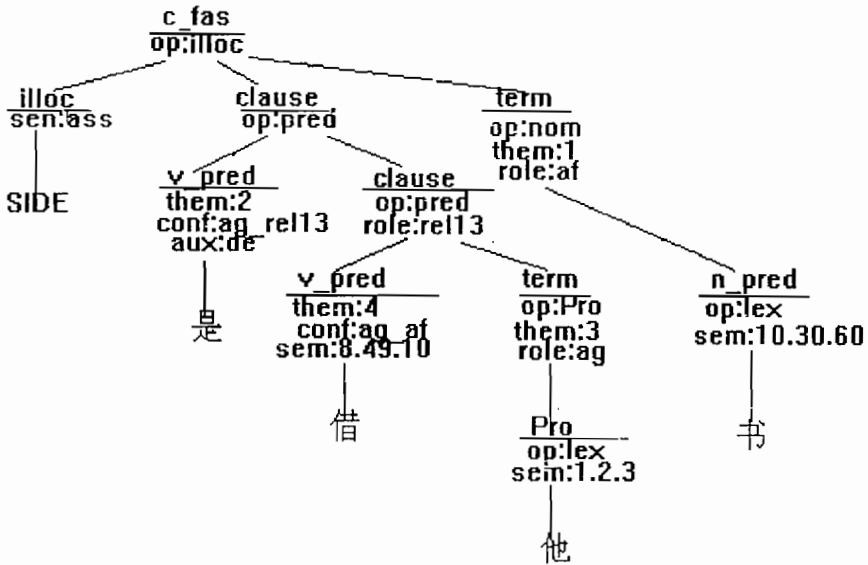 c_fas
op:illoc
illoc
sen:ass
SIDE
clause
op:pred
term
op:nom
them:1
role:af
v_pred
them:2
conf:ag_rel13
aux:de
是
clause
op:pred
role:rel13
v_pred
them:4
conf:ag_af
sem:8.49.10
借
term
op:Pro
them:3
role:ag
Pro
op:lex
sem:1.2.3
他
n_pred
op:lex
sem:10.30.60
书